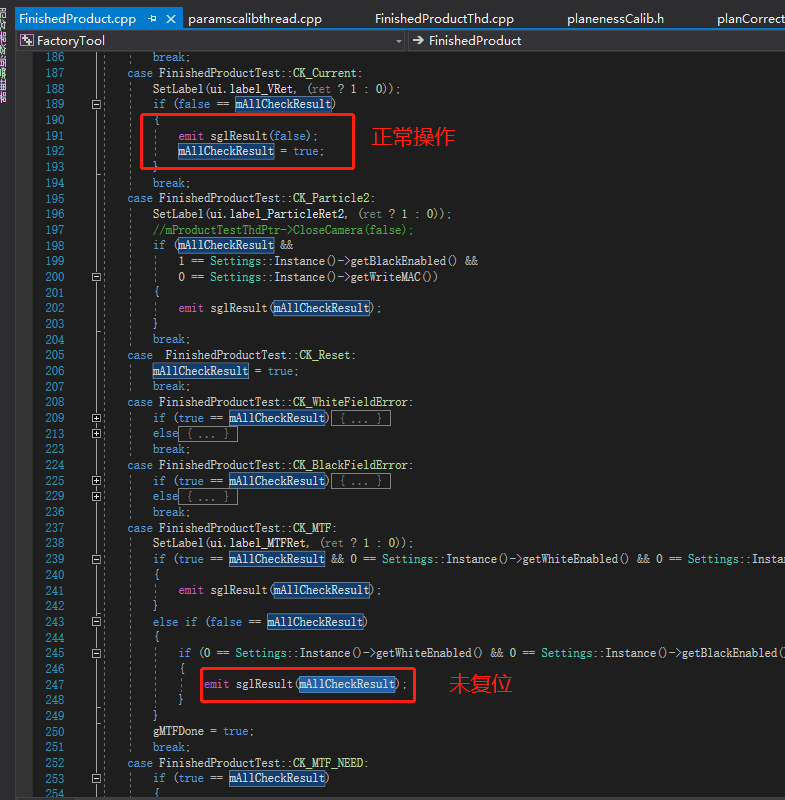 FinishedProduct.cpp paramscalibthread.cpp FinishedProductThd.cpp planenessCalib.h planCorrect
FactoryTool FinishedProduct
186 break;
187 case FinishedProductTest::CK_Current:
188 SetLabel(ui.label_VRet, (ret ? 1 : 0));
189 if (false == mAllCheckResult)
190 {
191 emit sglResult(false);
正常操作
192 mAllCheckResult = true;
193 }
194 break;
195 case FinishedProductTest::CK_Particle2:
196 SetLabel(ui.label_ParticleRet2, (ret ? 1 : 0));
197 //mProductTestThdPtr->CloseCamera(false);
198 if (mAllCheckResult &&
199 1 == Settings::Instance()->getBlackEnabled() &&
200 0 == Settings::Instance()->getWriteMAC())
201 {
202 emit sglResult(mAllCheckResult);
203 }
204 break;
205 case FinishedProductTest::CK_Reset:
206 mAllCheckResult = true;
207 break;
208 case FinishedProductTest::CK_WhiteFieldError:
209 if (true == mAllCheckResult) { ... }
213 else { ... }
223 break;
224 case FinishedProductTest::CK_BlackFieldError:
225 if (true == mAllCheckResult) { ... }
229 else { ... }
236 break;
237 case FinishedProductTest::CK_MTF:
238 SetLabel(ui.label_MTFRet, (ret ? 1 : 0));
239 if (true == mAllCheckResult && 0 == Settings::Instance()->getWhiteEnabled() && 0 == Settings::Insta
240 {
241 emit sglResult(mAllCheckResult);
242 }
243 else if (false == mAllCheckResult)
244 {
245 if (0 == Settings::Instance()->getWhiteEnabled() && 0 == Settings::Instance()->getBlackEnabled()
246 {
247 emit sglResult(mAllCheckResult);
未复位
248 }
249 }
250 gMTFDone = true;
251 break;
252 case FinishedProductTest::CK_MTF_NEED:
253 if (true == mAllCheckResult)
254 {